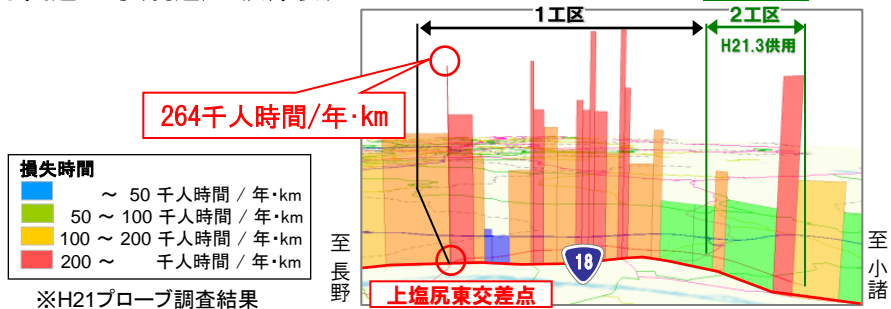 1工区
2工区
H21.3供用
264千人時間/年・km
損失時間
～ 50 千人時間 / 年・km
50 ～ 100 千人時間 / 年・km
100 ～ 200 千人時間 / 年・km
200 ～ 千人時間 / 年・km
※H21プローブ調査結果
至長野
18
上塩尻東交差点
至小諸